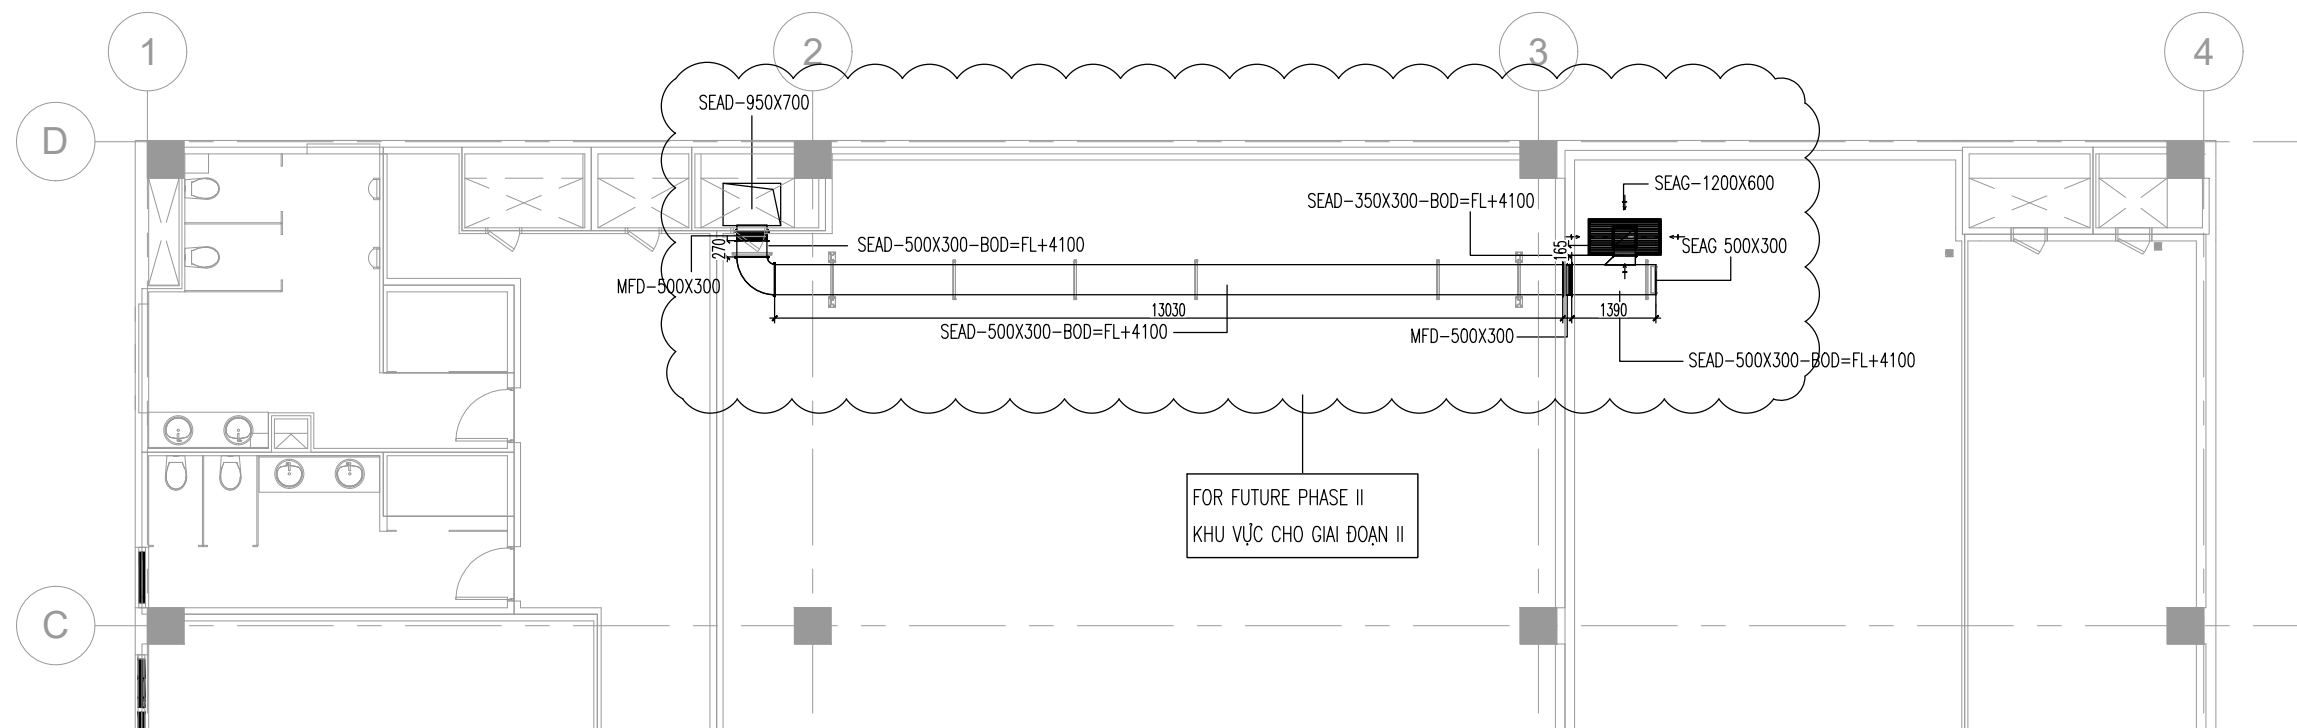 1
2
3
4
SEAD-950X700
D
SEAG-1200X600
SEAD-350X300-BOD=FL+4100
270
SEAD-500X300-BOD=FL+4100
165
SEAG 500X300
MFD-500X300
13030
1390
SEAD-500X300-BOD=FL+4100
MFD-500X300
SEAD-500X300-BOD=FL+4100
FOR FUTURE PHASE II
KHU VỰC CHO GIAI ĐOẠN II
C